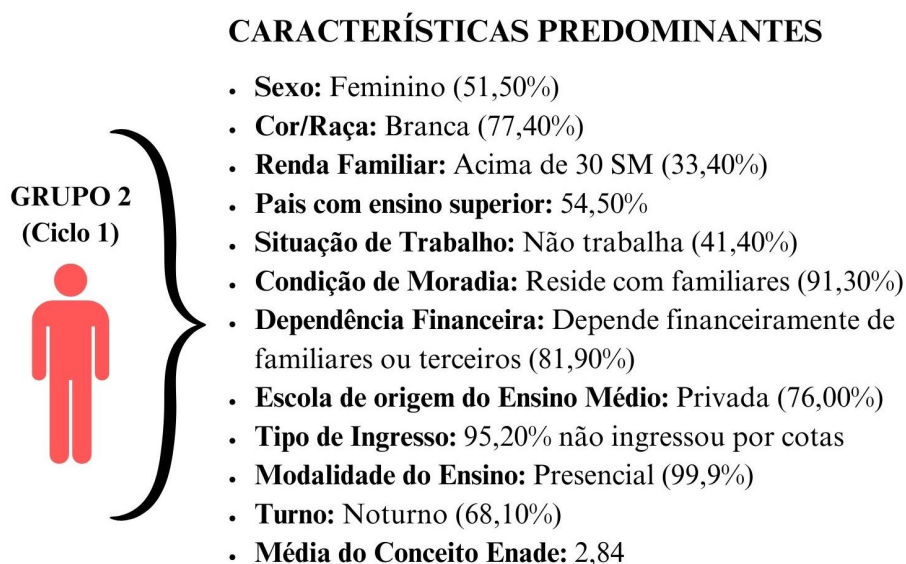 CARACTERÍSTICAS PREDOMINANTES
• Sexo: Feminino (51,50%)
• Cor/Raça: Branca (77,40%)
• Renda Familiar: Acima de 30 SM (33,40%)
• Pais com ensino superior: 54,50%
• Situação de Trabalho: Não trabalha (41,40%)
• Condição de Moradia: Reside com familiares (91,30%)
• Dependência Financeira: Depende financeiramente de
familiares ou terceiros (81,90%)
• Escola de origem do Ensino Médio: Privada (76,00%)
• Tipo de Ingresso: 95,20% não ingressou por cotas
• Modalidade do Ensino: Presencial (99,9%)
• Turno: Noturno (68,10%)
• Média do Conceito Enade: 2,84
GRUPO 2
(Ciclo 1)